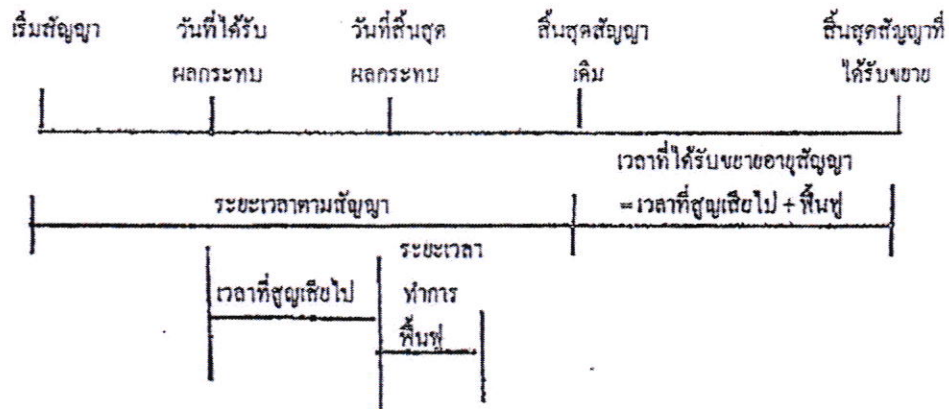 เริ่มสัญญา วันที่ได้รับ วันที่สิ้นสุด สิ้นสุดสัญญา สิ้นสุดสัญญาที่
ผลกระทบ ผลกระทบ เดิม ได้รับขยาย
เวลาที่ได้รับขยายอายุสัญญา
ระยะเวลาตามสัญญา =เวลาที่สูญเสียไป + ฟื้นฟู
ระยะเวลา
เวลาที่สูญเสียไป ทำการ
ฟื้นฟู